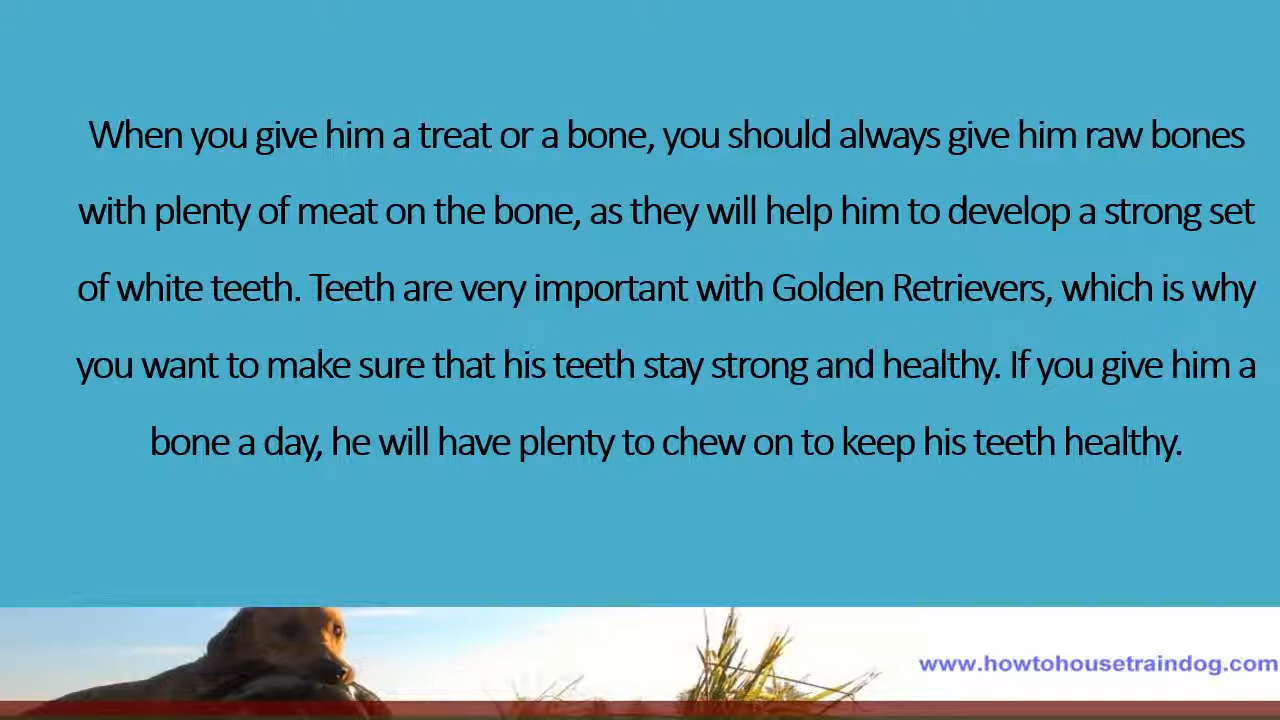 When you give him a treat or a bone, you should always give him raw bones
with plenty of meat on the bone, as they will help him to develop a strong set
of white teeth. Teeth are very important with Golden Retrievers, which is why
you want to make sure that his teeth stay strong and healthy. If you give him a
bone a day, he will have plenty to chew on to keep his teeth healthy.
www.howtohousetraindog.com